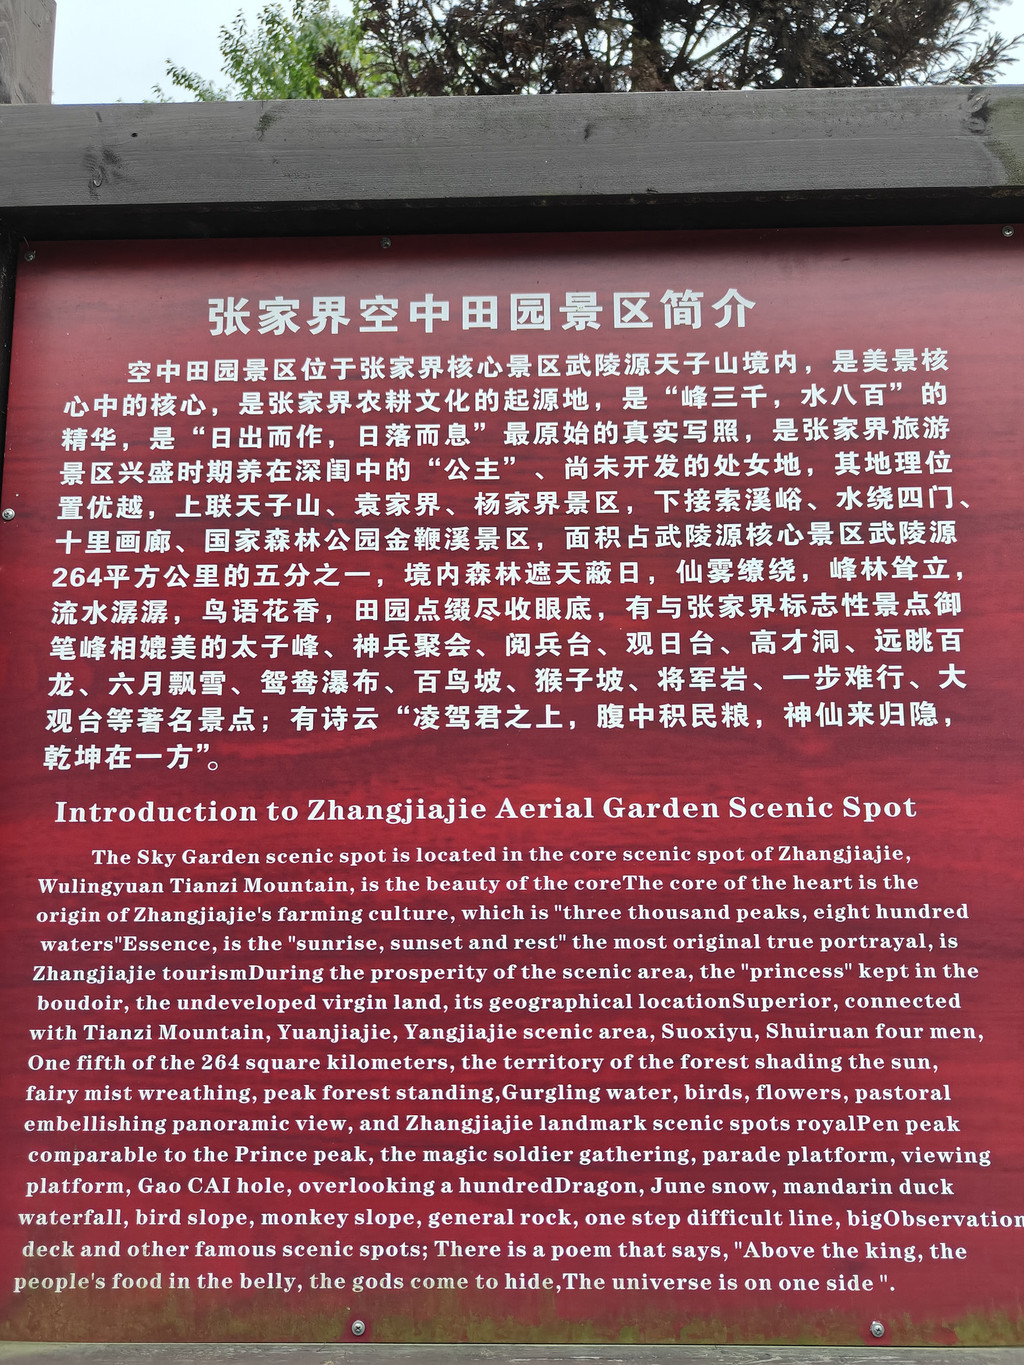 张家界空中田园景区简介
空中田园景区位于张家界核心景区武陵源天子山境内，是美景核
心中的核心，是张家界农耕文化的起源地，是“峰三千，水八百”的
精华，是“日出而作，日落而息”最原始的真实写照，是张家界旅游
景区兴盛时期养在深闺中的“公主”、尚未开发的处女地，其地理位
置优越，上联天子山、袁家界、杨家界景区，下接索溪峪、水绕四门、
十里画廊、国家森林公园金鞭溪景区，面积占武陵源核心景区武陵源
264平方公里的五分之一，境内森林遮天蔽日，仙雾缭绕，峰林耸立，
流水潺潺，鸟语花香，田园点缀尽收眼底，有与张家界标志性景点御
笔峰相媲美的太子峰、神兵聚会、阅兵台、观日台、高才洞、远眺百
龙、六月飘雪、鸳鸯瀑布、百鸟坡、猴子坡、将军岩、一步难行、大
观台等著名景点；有诗云“凌驾君之上，腹中积民粮，神仙来归隐，
乾坤在一方”。
Introduction to Zhangjiajie Aerial Garden Scenic Spot
The Sky Garden scenic spot is located in the core scenic spot of Zhangjiajie,
Wulingyuan Tianzi Mountain, is the beauty of the coreThe core of the heart is the
origin of Zhangjiajie's farming culture, which is "three thousand peaks, eight hundred
waters"Essence, is the "sunrise, sunset and rest" the most original true portrayal, is
Zhangjiajie tourismDuring the prosperity of the scenic area, the "princess" kept in the
boudoir, the undeveloped virgin land, its geographical locationSuperior, connected
with Tianzi Mountain, Yuanjiajie, Yangjiajie scenic area, Suoxiyu, Shuiruan four men,
One fifth of the 264 square kilometers, the territory of the forest shading the sun,
fairy mist wreathing, peak forest standing,Gurgling water, birds, flowers, pastoral
embellishing panoramic view, and Zhangjiajie landmark scenic spots royalPen peak
comparable to the Prince peak, the magic soldier gathering, parade platform, viewing
platform, Gao CAI hole, overlooking a hundredDragon, June snow, mandarin duck
waterfall, bird slope, monkey slope, general rock, one step difficult line, bigObservation
deck and other famous scenic spots; There is a poem that says, "Above the king, the
people's food in the belly, the gods come to hide,The universe is on one side ".